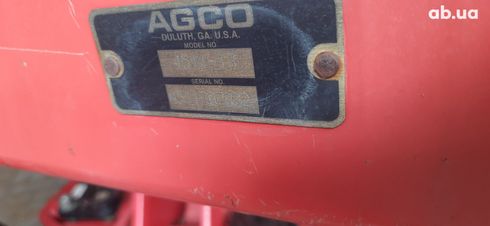 ab.ua
AGCO
DULUTH, GA. U.S.A.
MODEL NO
SERIAL NO